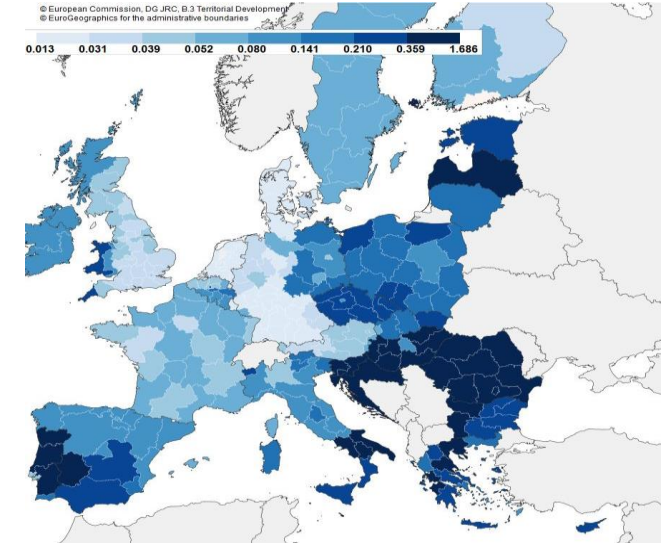 © European Commission, DG JRC, B.3 Territorial Development
© EuroGeographics for the administrative boundaries
0.013 0.031 0.039 0.052 0.080 0.141 0.210 0.359 1.686